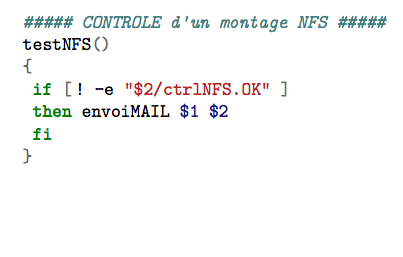 ##### CONTROLE d'un montage NFS #####
testNFS()
{
if [! -e "$2/ctrlNFS.OK" ]
then envoiMAIL $1 $2
fi
}